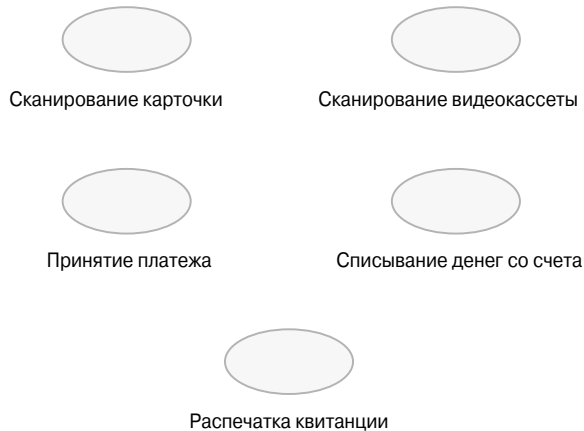 Сканирование карточки
Сканирование видеокассеты
Принятие платежа
Списывание денег со счета
Распечатка квитанции